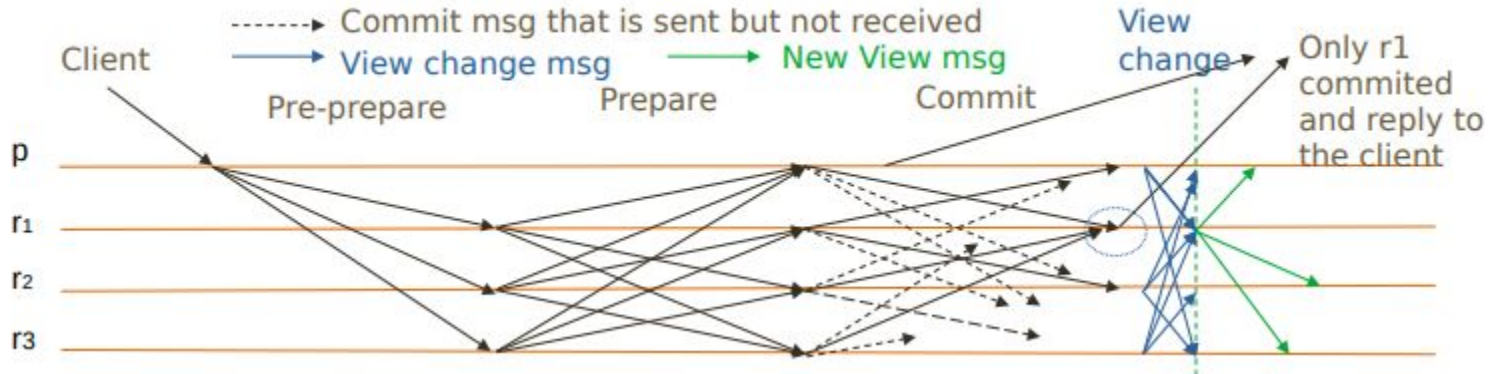 Commit msg that is sent but not received
View change msg
New View msg
View
change
Client
Pre-prepare
Prepare
Commit
Only r1
commited
and reply to
the client
p
r1
r2
r3